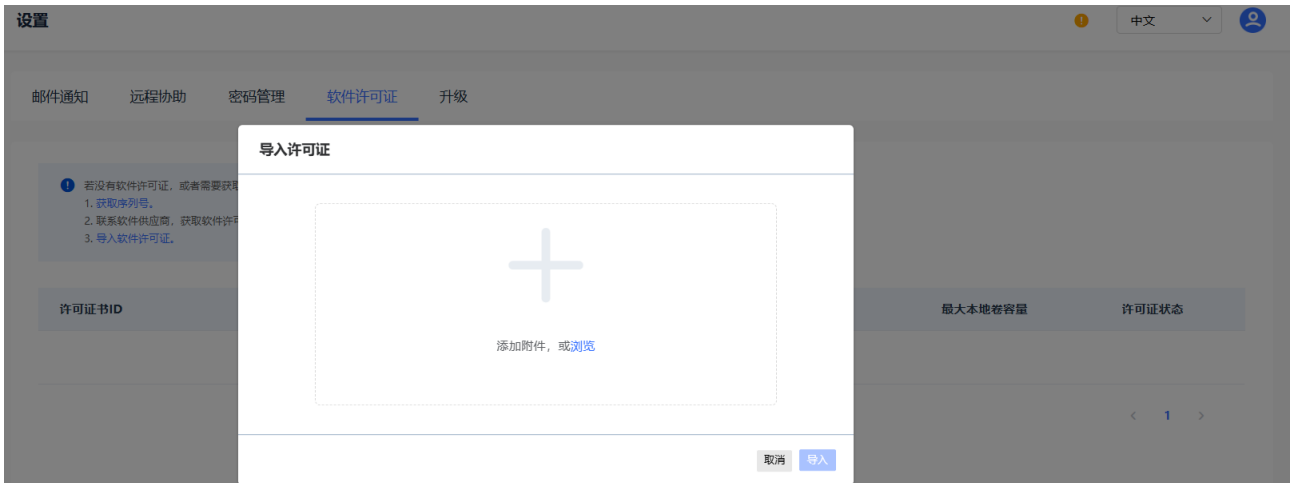 设置
中文
邮件通知
远程协助
密码管理
软件许可证
升级
导入许可证
若没有软件许可证，或者需要获取
1. 获取序列号。
2. 联系软件供应商，获取软件许可
3. 导入软件许可证。
添加附件，或浏览
许可证书ID
最大本地卷容量
许可证状态
1
取消
导入